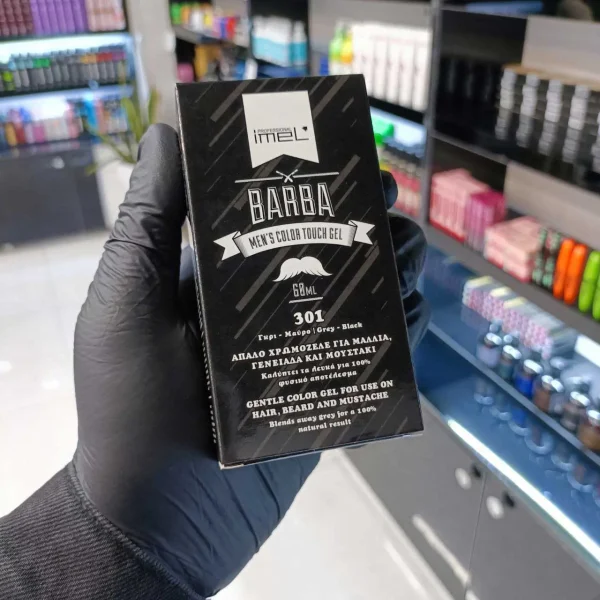 PROFESSIONAL
imel
BARBA
MEN'S COLOR TOUCH GEL
60ML
301
Γκρι - Μαύρο | Grey - Black
ΑΠΑΛΟ ΧΡΩΜΟΖΕΛΕ ΓΙΑ ΜΑΛΛΙΑ,
ΓΕΝΕΙΑΔΑ ΚΑΙ ΜΟΥΣΤΑΚΙ
Καλύπτει τα λευκά για 100%
φυσικό αποτέλεσμα
GENTLE COLOR GEL FOR USE ON
HAIR, BEARD AND MUSTACHE
Blends away grey for a 100%
natural result